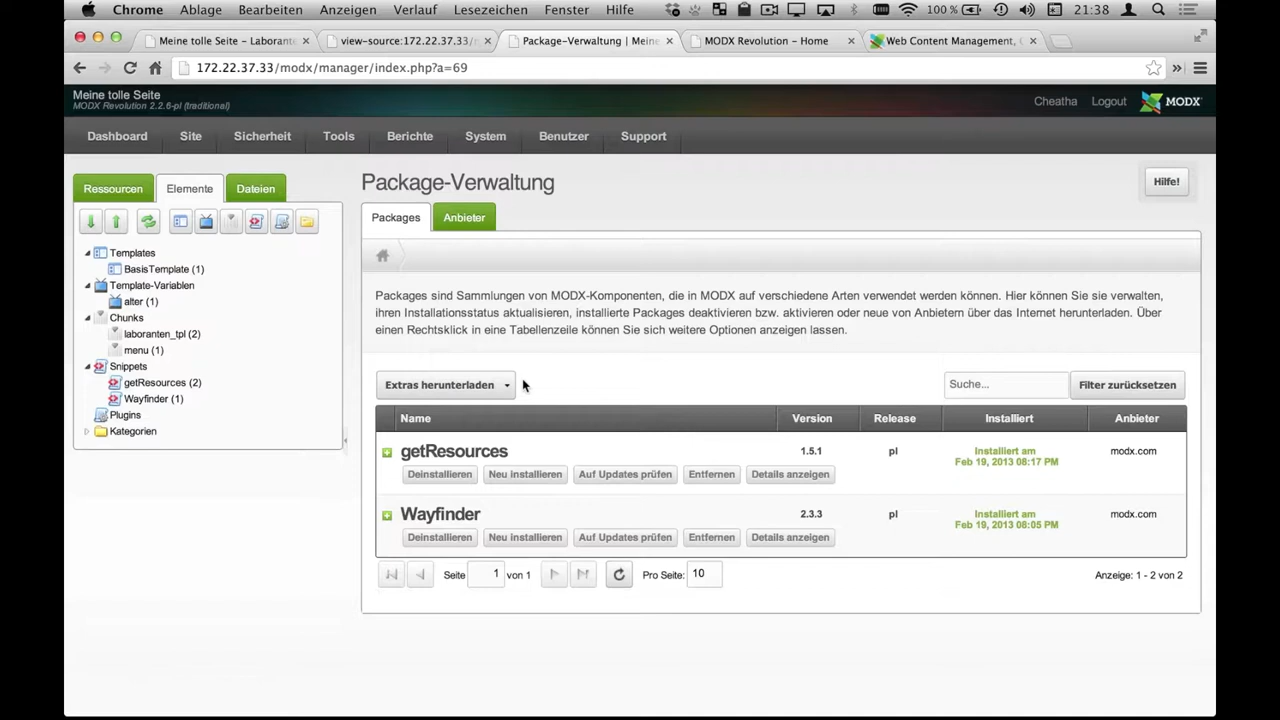 Chrome Ablage Bearbeiten Anzeigen Verlauf Lesezeichen Fenster Hilfe 100 % 21:38
Meine tolle Seite - Laborante view-source:172.22.37.33/ Package-Verwaltung | Meine MODX Revolution - Home Web Content Management,
172.22.37.33/modx/manager/index.php?a=69
Meine tolle Seite
MODX Revolution 2.2.6-pl (traditional)
Cheatha Logout MODX
Dashboard Site Sicherheit Tools Berichte System Benutzer Support
Ressourcen Elemente Dateien
Templates
BasisTemplate (1)
Template-Variablen
alter (1)
Chunks
laboranten_tpl (2)
menu (1)
Snippets
getResources (2)
Wayfinder (1)
Plugins
Kategorien
Package-Verwaltung
Hilfe!
Packages Anbieter
Packages sind Sammlungen von MODX-Komponenten, die in MODX auf verschiedene Arten verwendet werden können. Hier können Sie sie verwalten,
ihren Installationsstatus aktualisieren, installierte Packages deaktivieren bzw. aktivieren oder neue von Anbietern über das Internet herunterladen. Über
einen Rechtsklick in eine Tabellenzeile können Sie sich weitere Optionen anzeigen lassen.
Extras herunterladen Suche... Filter zurücksetzen
Name Version Release Installiert Anbieter
getResources 1.5.1 pl Installiert am modx.com
Feb 19, 2013 08:17 PM
Deinstallieren Neu installieren Auf Updates prüfen Entfernen Details anzeigen
Wayfinder 2.3.3 pl Installiert am modx.com
Feb 19, 2013 08:05 PM
Deinstallieren Neu installieren Auf Updates prüfen Entfernen Details anzeigen
Seite 1 von 1 Pro Seite: 10 Anzeige: 1 - 2 von 2